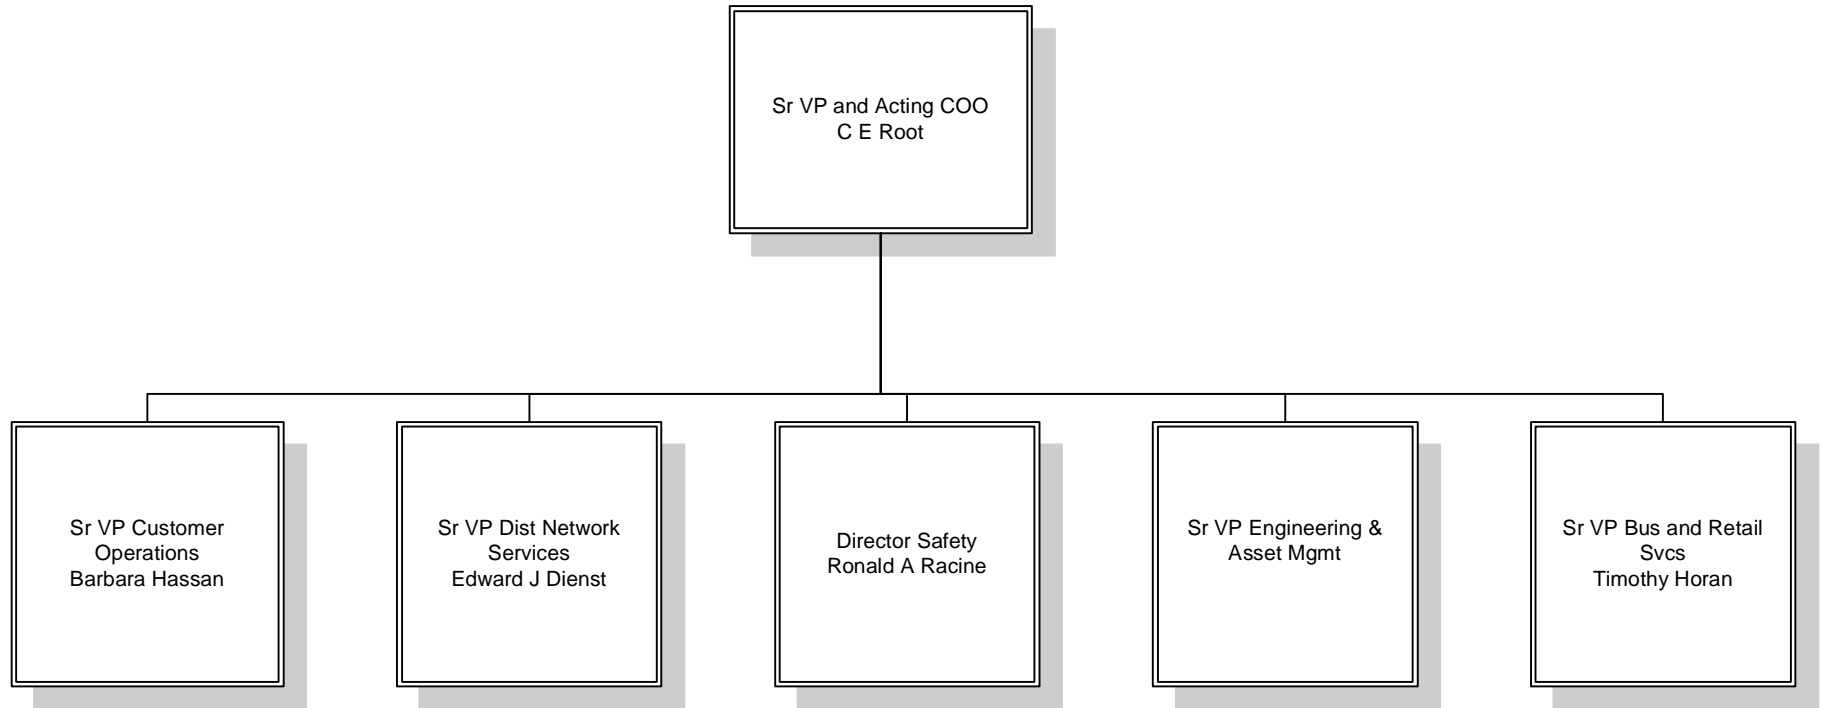 Sr VP and Acting COO
C E Root
Sr VP Customer
Operations
Barbara Hassan
Sr VP Dist Network
Services
Edward J Dienst
Director Safety
Ronald A Racine
Sr VP Engineering &
Asset Mgmt
Sr VP Bus and Retail
Svcs
Timothy Horan